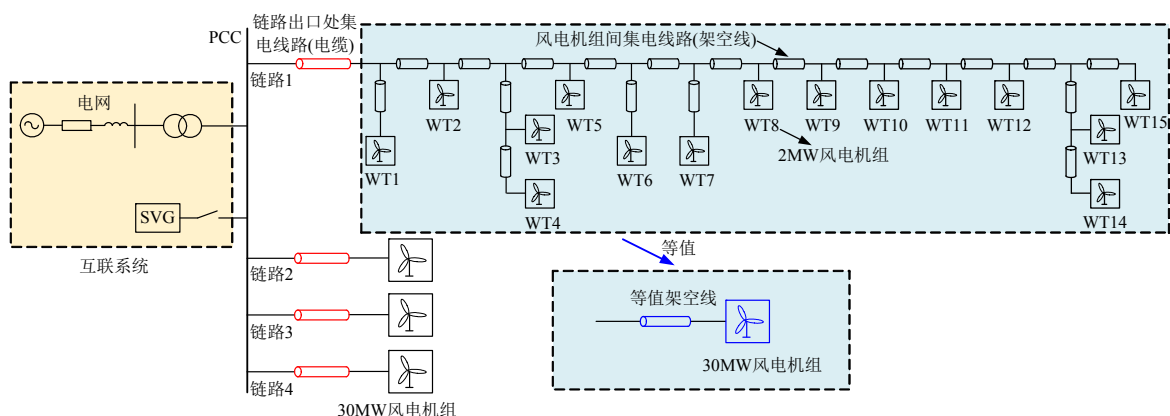 链路出口处集
电线路(电缆)
PCC
链路1
风电机组间集电线路(架空线)
WT1
WT2
WT3
WT4
WT5
WT6
WT7
WT8
WT9
WT10
WT11
WT12
WT13
WT14
WT15
2MW风电机组
电网
SVG
互联系统
等值
等值架空线
30MW风电机组
链路2
链路3
链路4
30MW风电机组